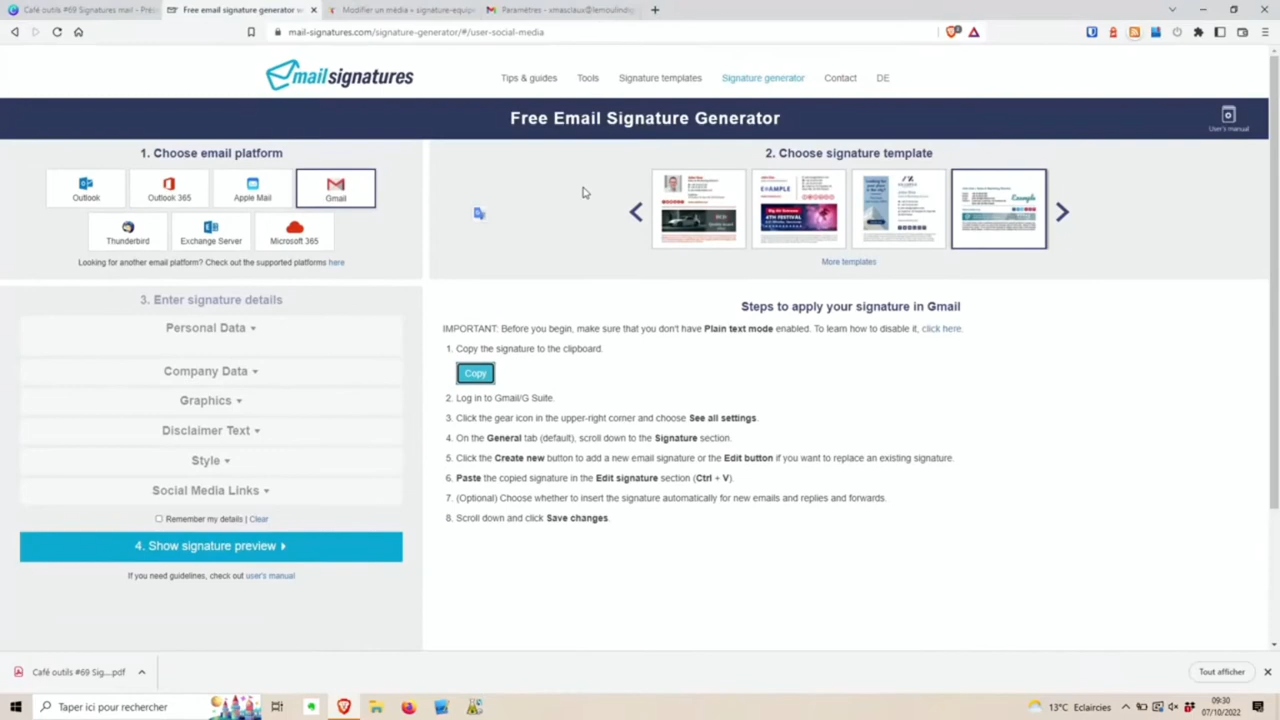 Café outils #69 Signatures mail - Pré
Free email signature generator w
Modifier un média « signature-equip
Paramètres - xmasclaux@lemoulindig
mail-signatures.com/signature-generator/#/user-social-media
mailsignatures
Tips & guides
Tools
Signature templates
Signature generator
Contact
DE
Free Email Signature Generator
User's manual
1. Choose email platform
Outlook
Outlook 365
Apple Mail
Gmail
Thunderbird
Exchange Server
Microsoft 365
Looking for another email platform? Check out the supported platforms here
2. Choose signature template
EXAMPLE
4TH FESTIVAL
Example
More templates
3. Enter signature details
Personal Data
Company Data
Graphics
Disclaimer Text
Style
Social Media Links
Remember my details | Clear
4. Show signature preview
If you need guidelines, check out user's manual
Steps to apply your signature in Gmail
IMPORTANT: Before you begin, make sure that you don't have Plain text mode enabled. To learn how to disable it, click here.
1. Copy the signature to the clipboard.
Copy
2. Log in to Gmail/G Suite.
3. Click the gear icon in the upper-right corner and choose See all settings.
4. On the General tab (default), scroll down to the Signature section.
5. Click the Create new button to add a new email signature or the Edit button if you want to replace an existing signature.
6. Paste the copied signature in the Edit signature section (Ctrl + V).
7. (Optional) Choose whether to insert the signature automatically for new emails and replies and forwards.
8. Scroll down and click Save changes.
Café outils #69 Sig....pdf
Tout afficher
Taper ici pour rechercher
13°C Eclaircies
09:30
07/10/2022